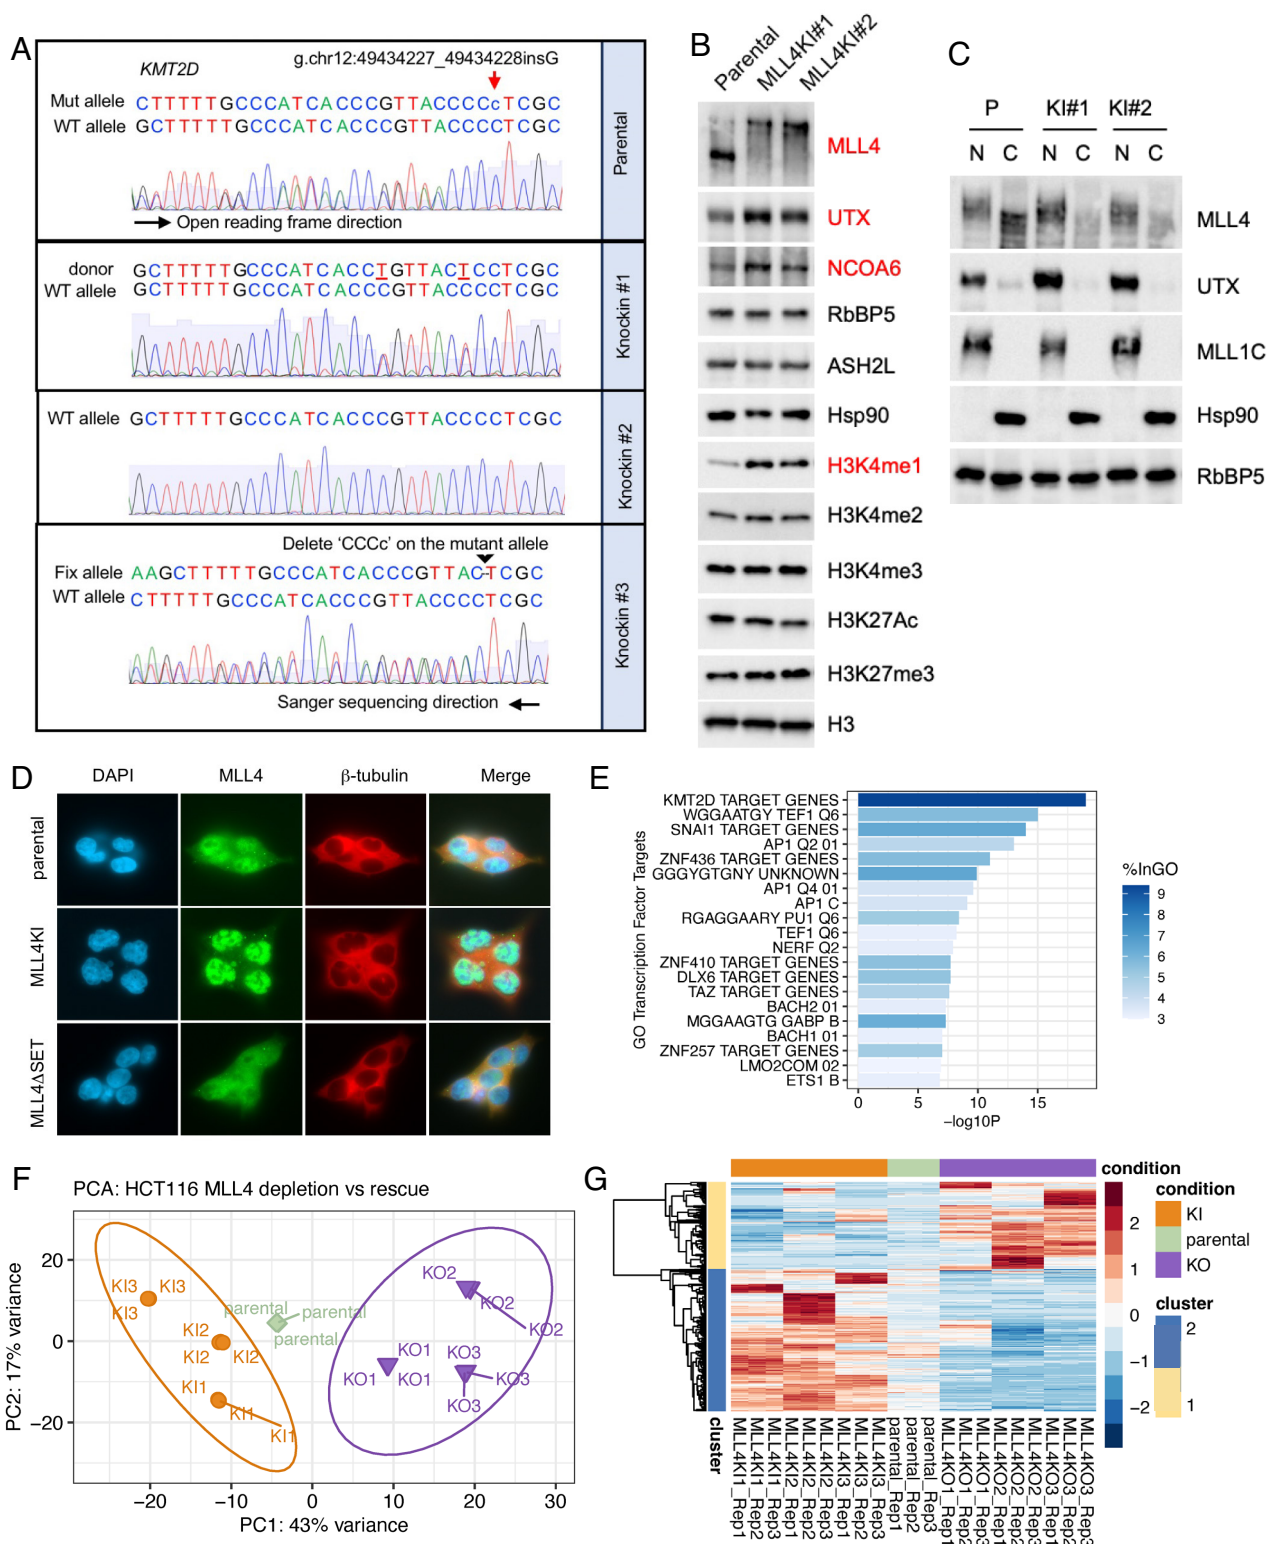 A
KMT2D
g.chr12:49434227_49434228insG
Mut allele CTTTTTGCCCATCACCCGTTACCCCcTCGC
WT allele GCTTTTTGCCCATCACCCGTTACCCCTCGC
Open reading frame direction
Parental
donor GCTTTTTGCCCATCACCTGTTACTCCTCGC
WT allele GCTTTTTGCCCATCACCCGTTACCCCTCGC
Knockin #1
WT allele GCTTTTTGCCCATCACCCGTTACCCCTCGC
Knockin #2
Delete ‘CCCc’ on the mutant allele
Fix allele AAGCTTTTTGCCCATCACCCGTTAC-TCGC
WT allele CTTTTTGCCCATCACCCGTTACCCCTCGC
Sanger sequencing direction
Knockin #3
B
Parental
MLL4KI#1
MLL4KI#2
MLL4
UTX
NCOA6
RbBP5
ASH2L
Hsp90
H3K4me1
H3K4me2
H3K4me3
H3K27Ac
H3K27me3
H3
C
P KI#1 KI#2
N C N C N C
MLL4
UTX
MLL1C
Hsp90
RbBP5
D
DAPI MLL4 β-tubulin Merge
parental
MLL4KI
MLL4ΔSET
E
GO Transcription Factor Targets
KMT2D TARGET GENES
WGGAATGY TEF1 Q6
SNAI1 TARGET GENES
AP1 Q2 01
ZNF436 TARGET GENES
GGGYGTGNY UNKNOWN
AP1 Q4 01
AP1 C
RGAGGAARY PU1 Q6
TEF1 Q6
NERF Q2
ZNF410 TARGET GENES
DLX6 TARGET GENES
TAZ TARGET GENES
BACH2 01
MGGAAGTG GABP B
BACH1 01
ZNF257 TARGET GENES
LMO2COM 02
ETS1 B
0 5 10 15
−log10P
%InGO
9
8
7
6
5
4
3
F
PCA: HCT116 MLL4 depletion vs rescue
PC2: 17% variance
20
0
−20
KI3 KI3
KI3
KI2
KI2 KI2
KI1
KI1
KI1
parental parental
parental
KO2
KO2
KO2
KO1
KO1 KO1
KO3
KO3
KO3
−20 −10 0 10 20 30
PC1: 43% variance
G
condition
2
1
0
−1
−2
condition
KI
parental
KO
cluster
2
1
cluster
MLL4KI1_Rep1
MLL4KI1_Rep2
MLL4KI1_Rep3
MLL4KI2_Rep1
MLL4KI2_Rep2
MLL4KI2_Rep3
MLL4KI3_Rep1
MLL4KI3_Rep2
MLL4KI3_Rep3
parental_Rep1
parental_Rep2
parental_Rep3
MLL4KO1_Rep1
MLL4KO1_Rep2
MLL4KO1_Rep3
MLL4KO2_Rep1
MLL4KO2_Rep2
MLL4KO2_Rep3
MLL4KO3_Rep1
MLL4KO3_Rep2
MLL4KO3_Rep3